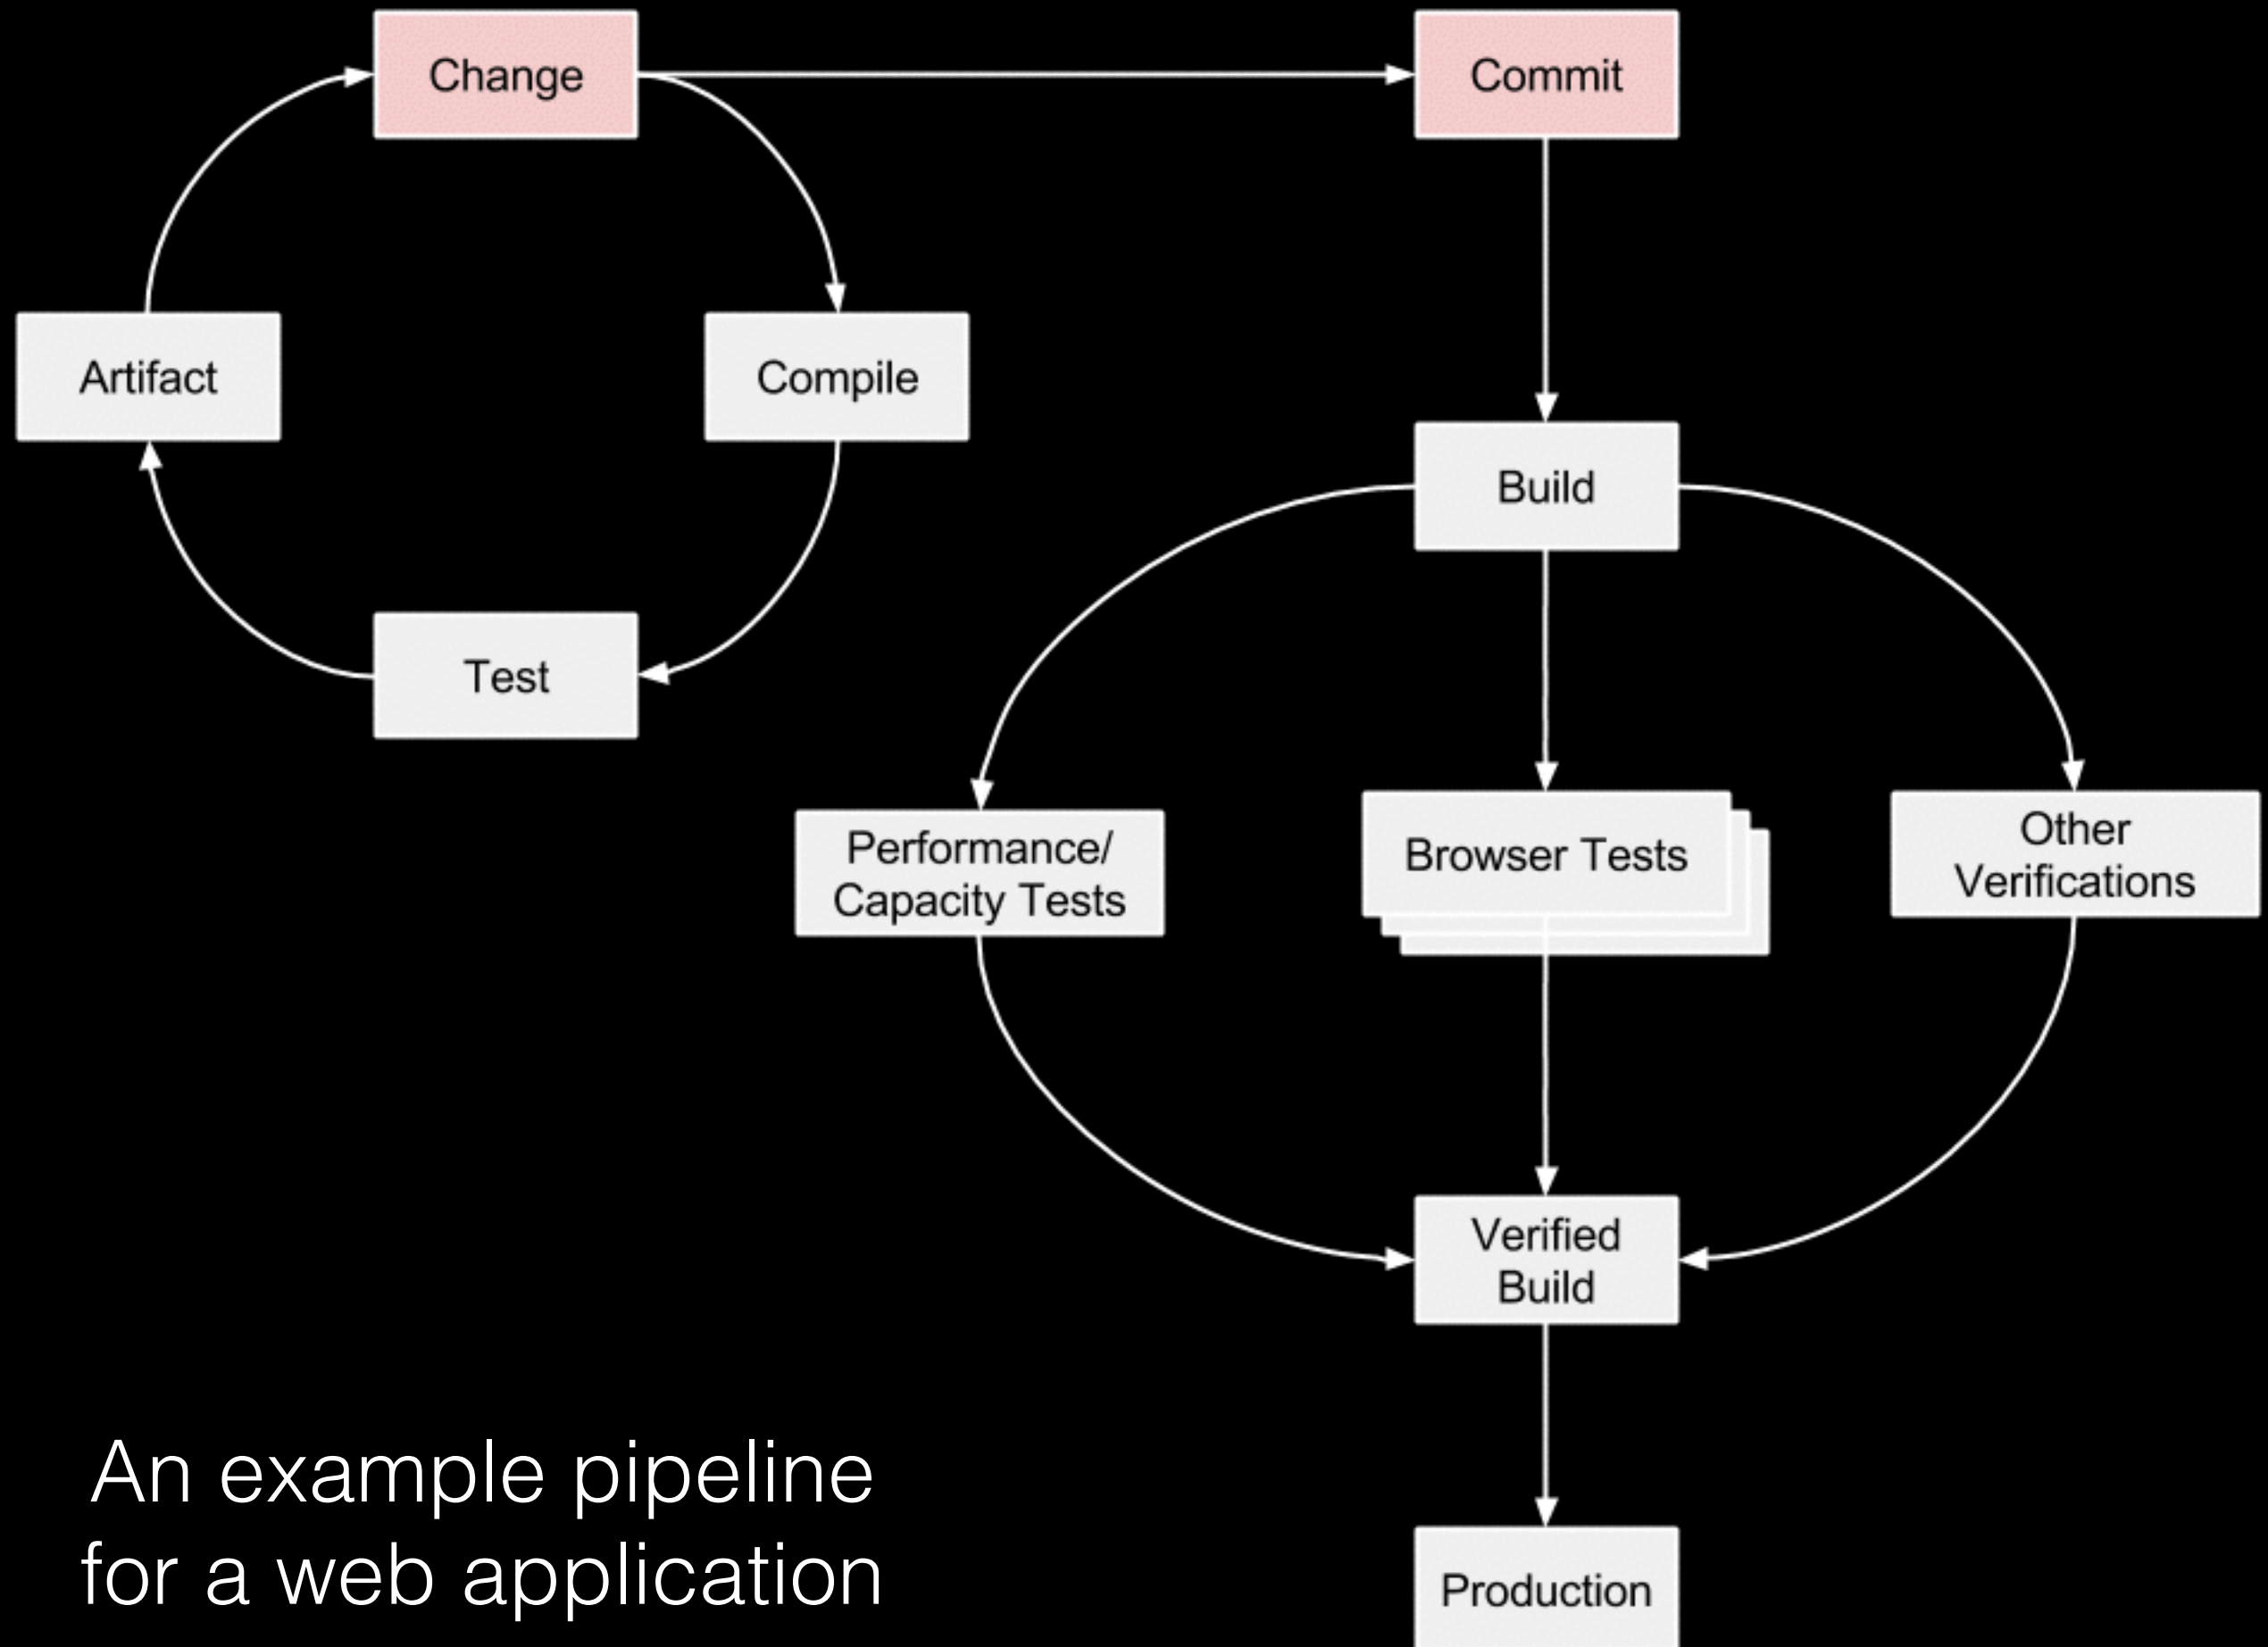 Change
Commit
Artifact
Compile
Build
Test
Performance/
Capacity Tests
Browser Tests
Other
Verifications
Verified
Build
An example pipeline
for a web application
Production